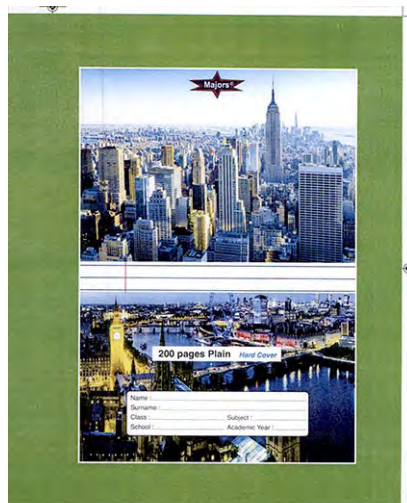 Majors®
200 pages Plain Hard Cover
Name :
Surname :
Class : Subject :
School : Academic Year :